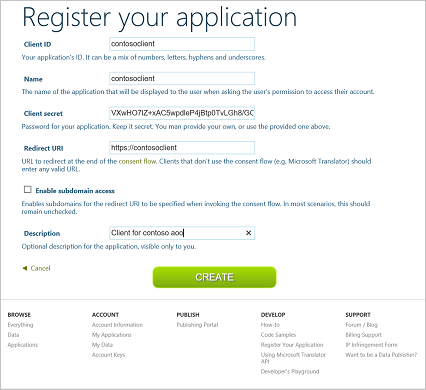 Register your application
Client ID
contosoclient
Your application's ID. It can be a mix of numbers, letters, hyphens and underscores.
Name
contosoclient
The name of the application that will be displayed to the user when asking the user's permission to access their account.
Client secret
VXwHO7lZ+xAC5wpdIeP4jBtp0TvLGh8/GC
Password for your application. Keep it secret. You man provide your own, or use the provided one above.
Redirect URI
https://contosoclient
URL to redirect at the end of the consent flow. Clients that don't use the consent flow (e.g. Microsoft Translator) should
enter any valid URL.
Enable subdomain access
Enables subdomains for the redirect URI to be specified when invoking the consent flow. In most scenarios, this should
remain unchecked.
Description
Client for contoso aoo
Optional description for the application, visible only to you.
Cancel
CREATE
BROWSE
Everything
Data
Applications
ACCOUNT
Account Information
My Applications
My Data
Account Keys
PUBLISH
Publishing Portal
DEVELOP
How-to
Code Samples
Register Your Application
Using Microsoft Translator
API
Developer's Playground
SUPPORT
Forum / Blog
Billing Support
IP Infringement Form
Want to be a Data Publisher?